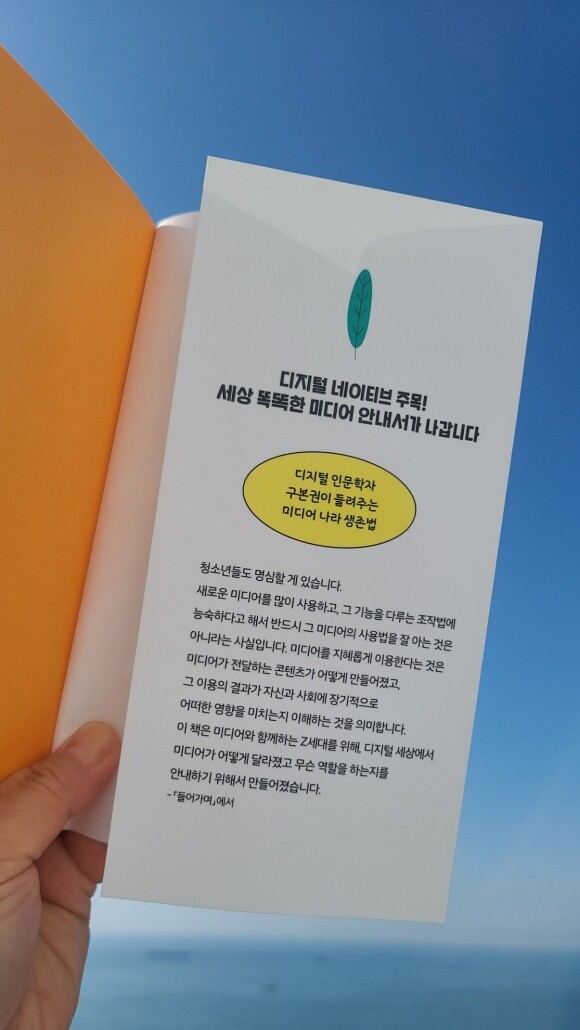 디지털 네이티브 주목!
세상 똑똑한 미디어 안내서가 나갑니다
디지털 인문학자
구본권이 들려주는
미디어 나라 생존법
청소년들도 명심할 게 있습니다.
새로운 미디어를 많이 사용하고, 그 기능을 다루는 조작법에
능숙하다고 해서 반드시 그 미디어의 사용법을 잘 아는 것은
아니라는 사실입니다. 미디어를 지혜롭게 이용한다는 것은
미디어가 전달하는 콘텐츠가 어떻게 만들어졌고,
그 이용의 결과가 자신과 사회에 장기적으로
어떠한 영향을 미치는지 이해하는 것을 의미합니다.
이 책은 미디어와 함께하는 Z세대를 위해, 디지털 세상에서
미디어가 어떻게 달라졌고 무슨 역할을 하는지를
안내하기 위해서 만들어졌습니다.
-「들어가며」에서